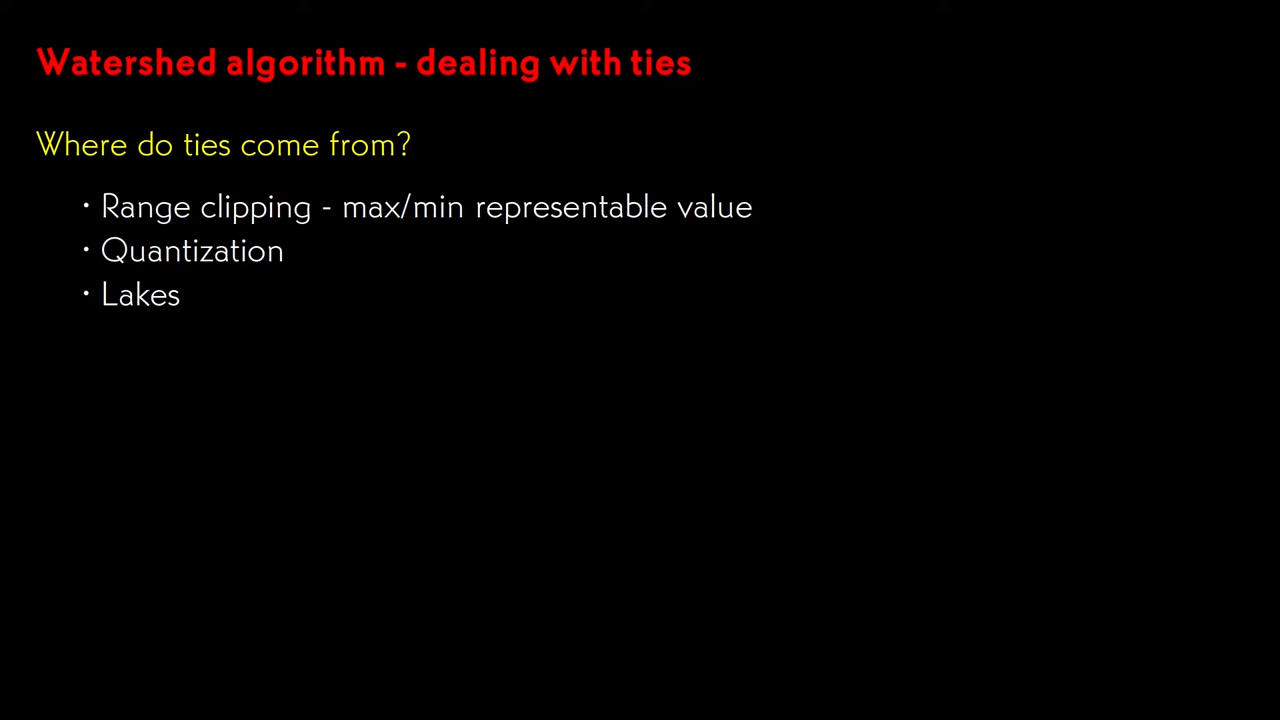 Watershed algorithm - dealing with ties
Where do ties come from?
• Range clipping - max/min representable value
• Quantization
• Lakes